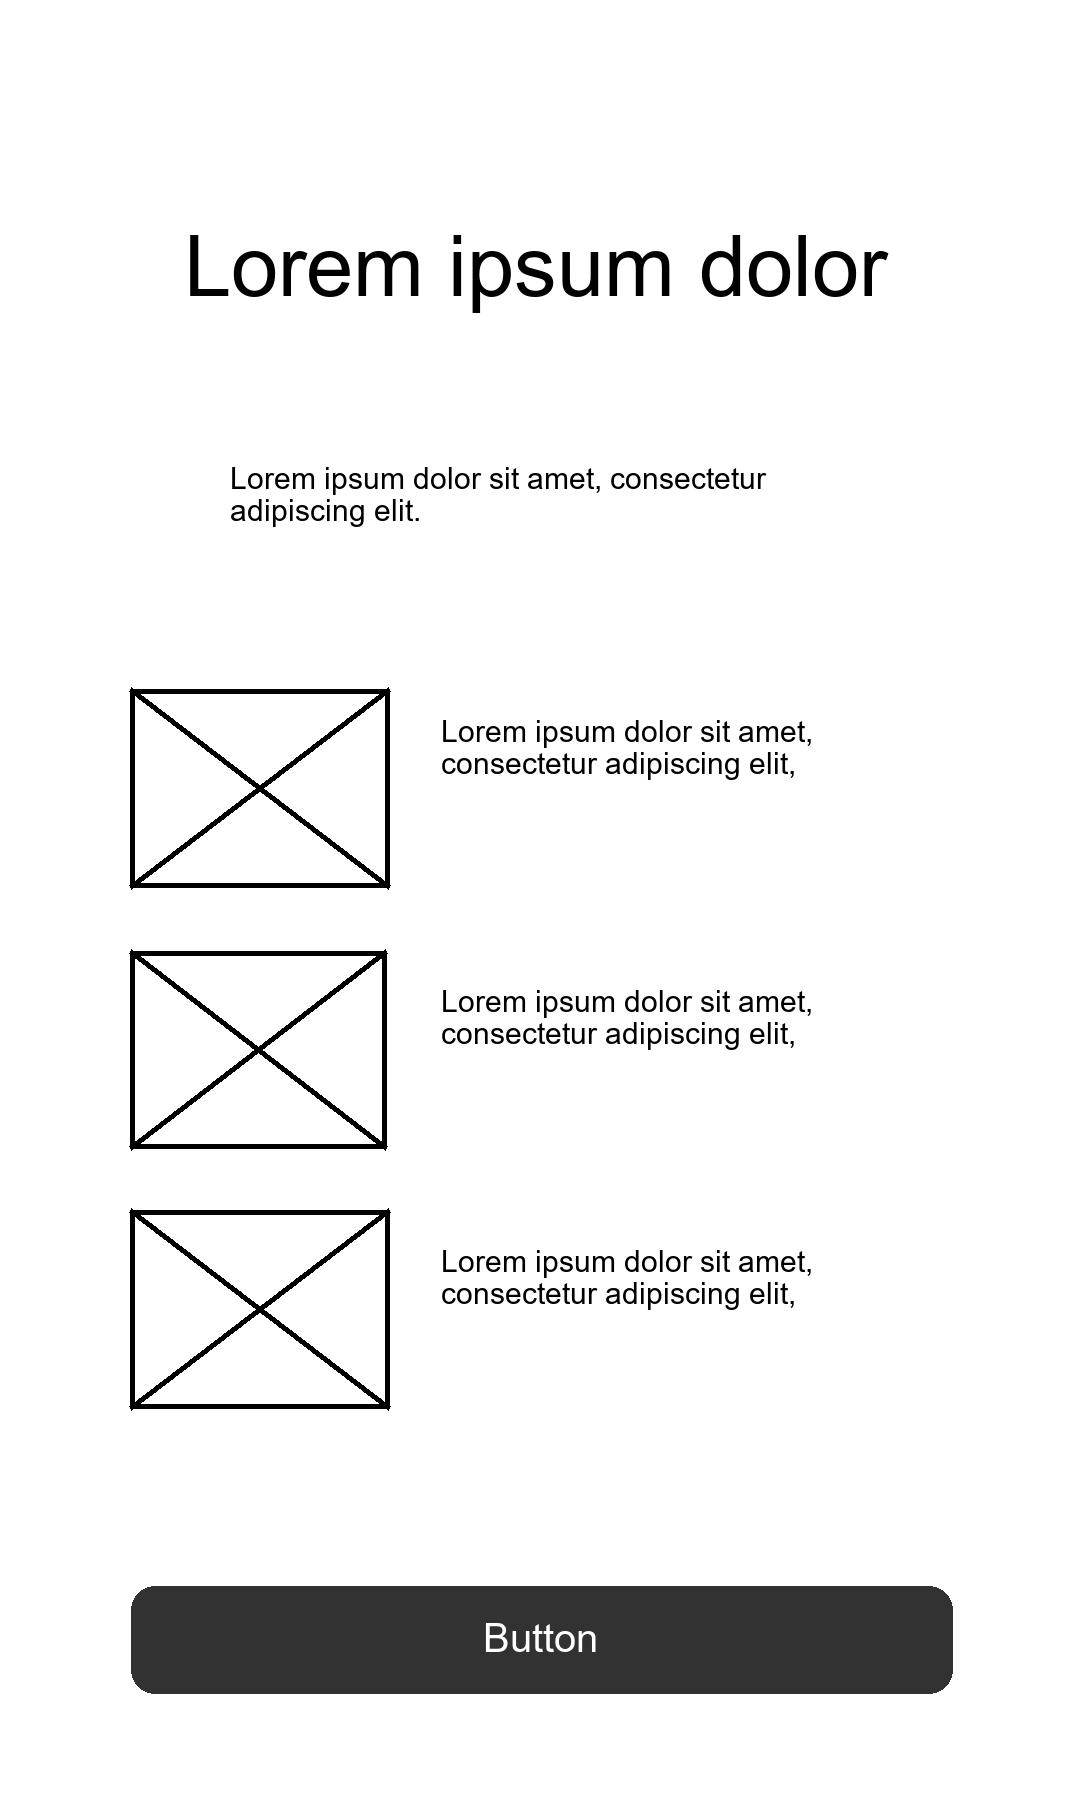 Lorem ipsum dolor
Lorem ipsum dolor sit amet, consectetur
adipiscing elit.
Lorem ipsum dolor sit amet,
consectetur adipiscing elit,
Lorem ipsum dolor sit amet,
consectetur adipiscing elit,
Lorem ipsum dolor sit amet,
consectetur adipiscing elit,
Button